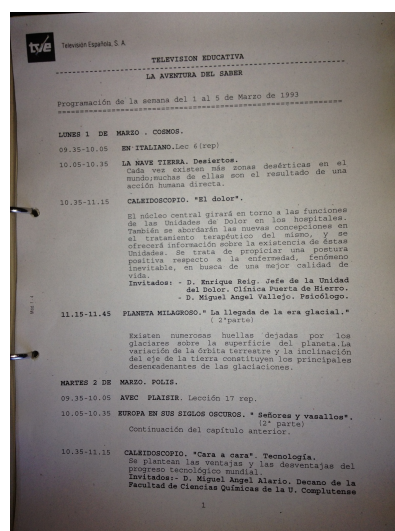 tve Televisión Española, S. A.
TELEVISION EDUCATIVA
LA AVENTURA DEL SABER
Programación de la semana del 1 al 5 de Marzo de 1993
LUNES 1 DE MARZO . COSMOS.
09.35-10.05 EN ITALIANO.Lec 6(rep)
10.05-10.35 LA NAVE TIERRA. Desiertos.
Cada vez existen más zonas desérticas en el
mundo;muchas de ellas son el resultado de una
acción humana directa.
10.35-11.15 CALEIDOSCOPIO. "El dolor".
El núcleo central girará en torno a las funciones
de las Unidades de Dolor en los hospitales.
También se abordarán las nuevas concepciones en
el tratamiento terapéutico del mismo, y se
ofrecerá información sobre la existencia de éstas
Unidades. Se trata de propiciar una postura
positiva respecto a la enfermedad, fenómeno
inevitable, en busca de una mejor calidad de
vida.
Invitados: - D. Enrique Reig. Jefe de la Unidad
del Dolor. Clínica Puerta de Hierro.
- D. Miguel Angel Vallejo. Psicólogo.
11.15-11.45 PLANETA MILAGROSO." La llegada de la era glacial."
( 2ªparte)
Existen numerosas huellas dejadas por los
glaciares sobre la superficie del planeta.La
variación de la órbita terrestre y la inclinación
del eje de la tierra constituyen los principales
desencadenantes de las glaciaciones.
MARTES 2 DE MARZO. POLIS.
09.35-10.05 AVEC PLAISIR. Lección 17 rep.
10.05-10.35 EUROPA EN SUS SIGLOS OSCUROS. " Señores y vasallos".
(2ª parte)
Continuación del capítulo anterior.
10.35-11.15 CALEIDOSCOPIO. "Cara a cara". Tecnología.
Se plantean las ventajas y las desventajas del
progreso tecnológico mundial.
Invitados:- D. Miguel Angel Alario. Decano de la
Facultad de Ciencias Químicas de la U. Complutense
1